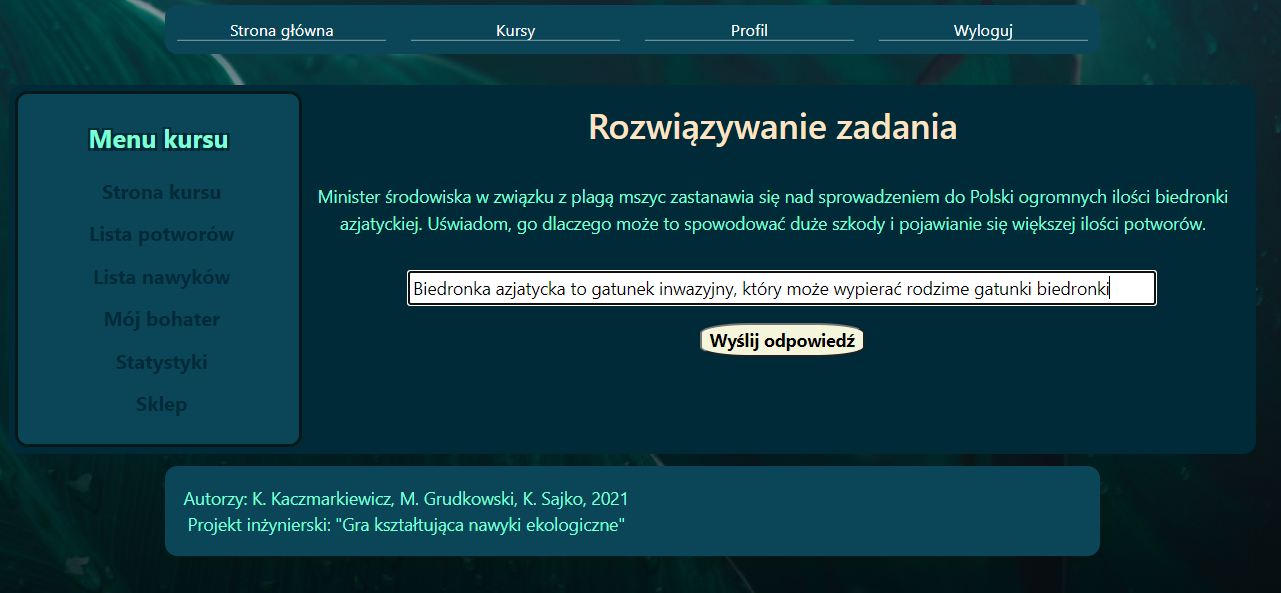 Strona główna Kursy Profil Wyloguj
Menu kursu
Strona kursu
Lista potworów
Lista nawyków
Mój bohater
Statystyki
Sklep
Rozwiązywanie zadania
Minister środowiska w związku z plagą mszyc zastanawia się nad sprowadzeniem do Polski ogromnych ilości biedronki
azjatyckiej. Uświadom, go dlaczego może to spowodować duże szkody i pojawianie się większej ilości potworów.
Biedronka azjatycka to gatunek inwazyjny, który może wypierać rodzime gatunki biedronki
Wyślij odpowiedź
Autorzy: K. Kaczmarkiewicz, M. Grudkowski, K. Sajko, 2021
Projekt inżynierski: "Gra kształtująca nawyki ekologiczne"